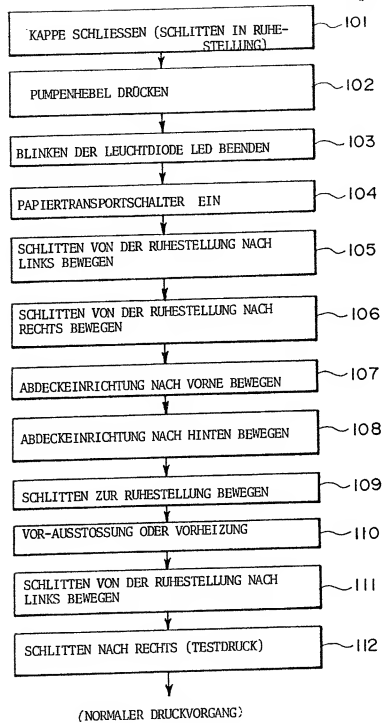 KAPPE SCHLIESSEN (SCHLITTEN IN RUHE-
STELLUNG)
101
PUMPENHEBEL DRÜCKEN
102
BLINKEN DER LEUCHTDIODE LED BEENDEN
103
PAPIERTRANSPORTSCHALTER EIN
104
SCHLITTEN VON DER RUHESTELLUNG NACH
LINKS BEWEGEN
105
SCHLITTEN VON DER RUHESTELLUNG NACH
RECHTS BEWEGEN
106
ABDECKEINRICHTUNG NACH VORNE BEWEGEN
107
ABDECKEINRICHTUNG NACH HINTEN BEWEGEN
108
SCHLITTEN ZUR RUHESTELLUNG BEWEGEN
109
VOR-AUSSTOSSUNG ODER VORHEIZUNG
110
SCHLITTEN VON DER RUHESTELLUNG NACH
LINKS BEWEGEN
111
SCHLITTEN NACH RECHTS (TESTDRUCK)
112
(NORMALER DRUCKVORGANG)